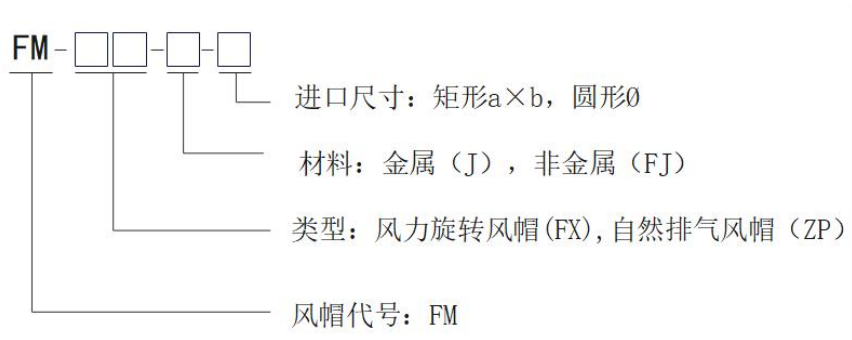 FM-□□-□-□
进口尺寸：矩形a×b，圆形Ø
材料：金属（J），非金属（FJ）
类型：风力旋转风帽(FX),自然排气风帽（ZP）
风帽代号：FM